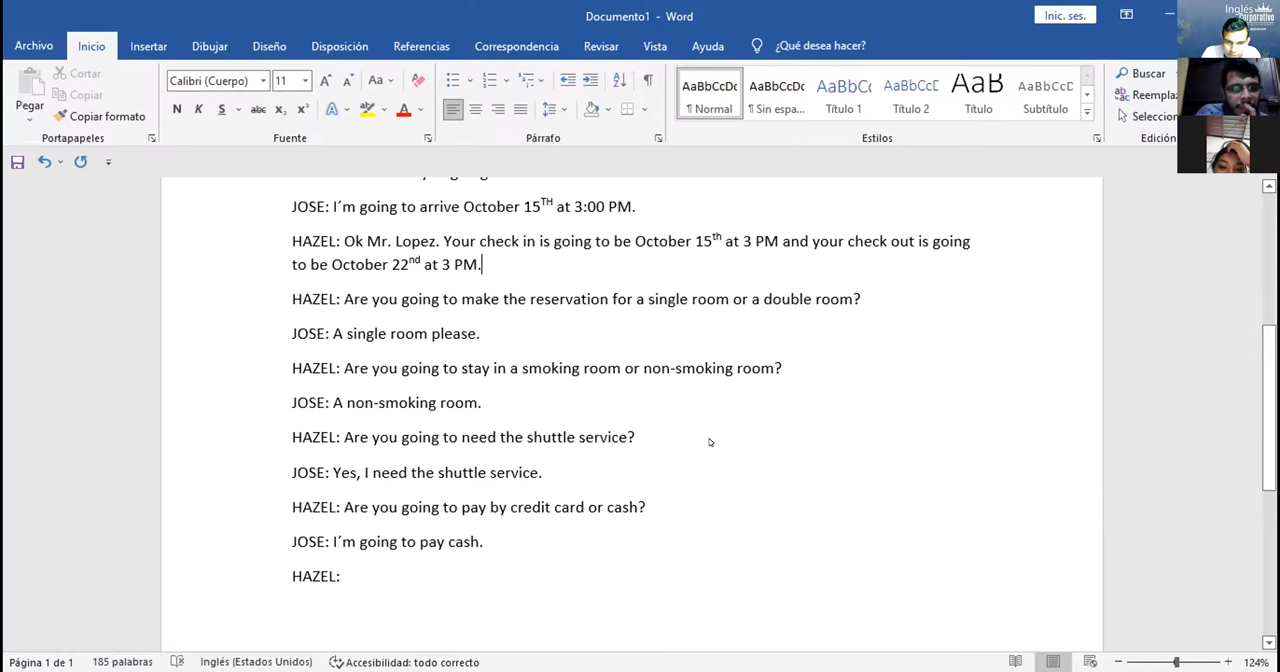 Documento1 - Word
Inic. ses.
Inglés
Corporativo
Archivo Inicio Insertar Dibujar Diseño Disposición Referencias Correspondencia Revisar Vista Ayuda ¿Qué desea hacer?
Pegar
Cortar
Copiar
Copiar formato
Portapapeles
Calibri (Cuerpo) 11
N K S abc x₂ x²
Fuente
Párrafo
AaBbCcDc AaBbCcDc AaBbCc AaBbCcD AaB AaBbCcD
¶ Normal ¶ Sin espa... Título 1 Título 2 Título Subtítulo
Estilos
Buscar
Reempla
Seleccion
Edición
JOSE: I´m going to arrive October 15TH at 3:00 PM.
HAZEL: Ok Mr. Lopez. Your check in is going to be October 15th at 3 PM and your check out is going
to be October 22nd at 3 PM.
HAZEL: Are you going to make the reservation for a single room or a double room?
JOSE: A single room please.
HAZEL: Are you going to stay in a smoking room or non-smoking room?
JOSE: A non-smoking room.
HAZEL: Are you going to need the shuttle service?
JOSE: Yes, I need the shuttle service.
HAZEL: Are you going to pay by credit card or cash?
JOSE: I´m going to pay cash.
HAZEL:
Página 1 de 1 185 palabras Inglés (Estados Unidos) Accesibilidad: todo correcto 124%